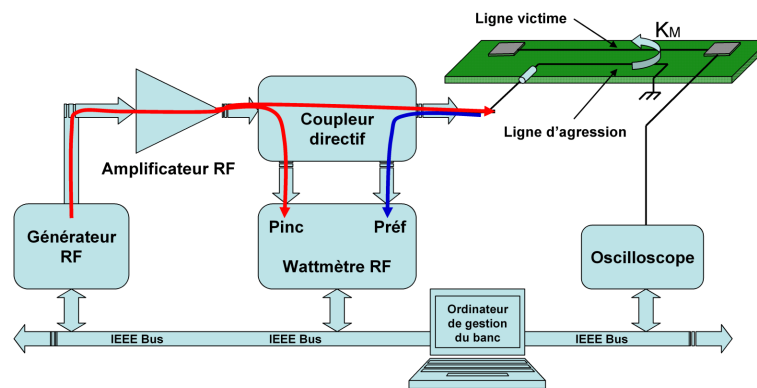 Ligne victime
KM
Ligne d'agression
Coupleur
directif
Amplificateur RF
Générateur
RF
Pinc
Préf
Wattmètre RF
Oscilloscope
Ordinateur
de gestion
du banc
IEEE Bus
IEEE Bus
IEEE Bus